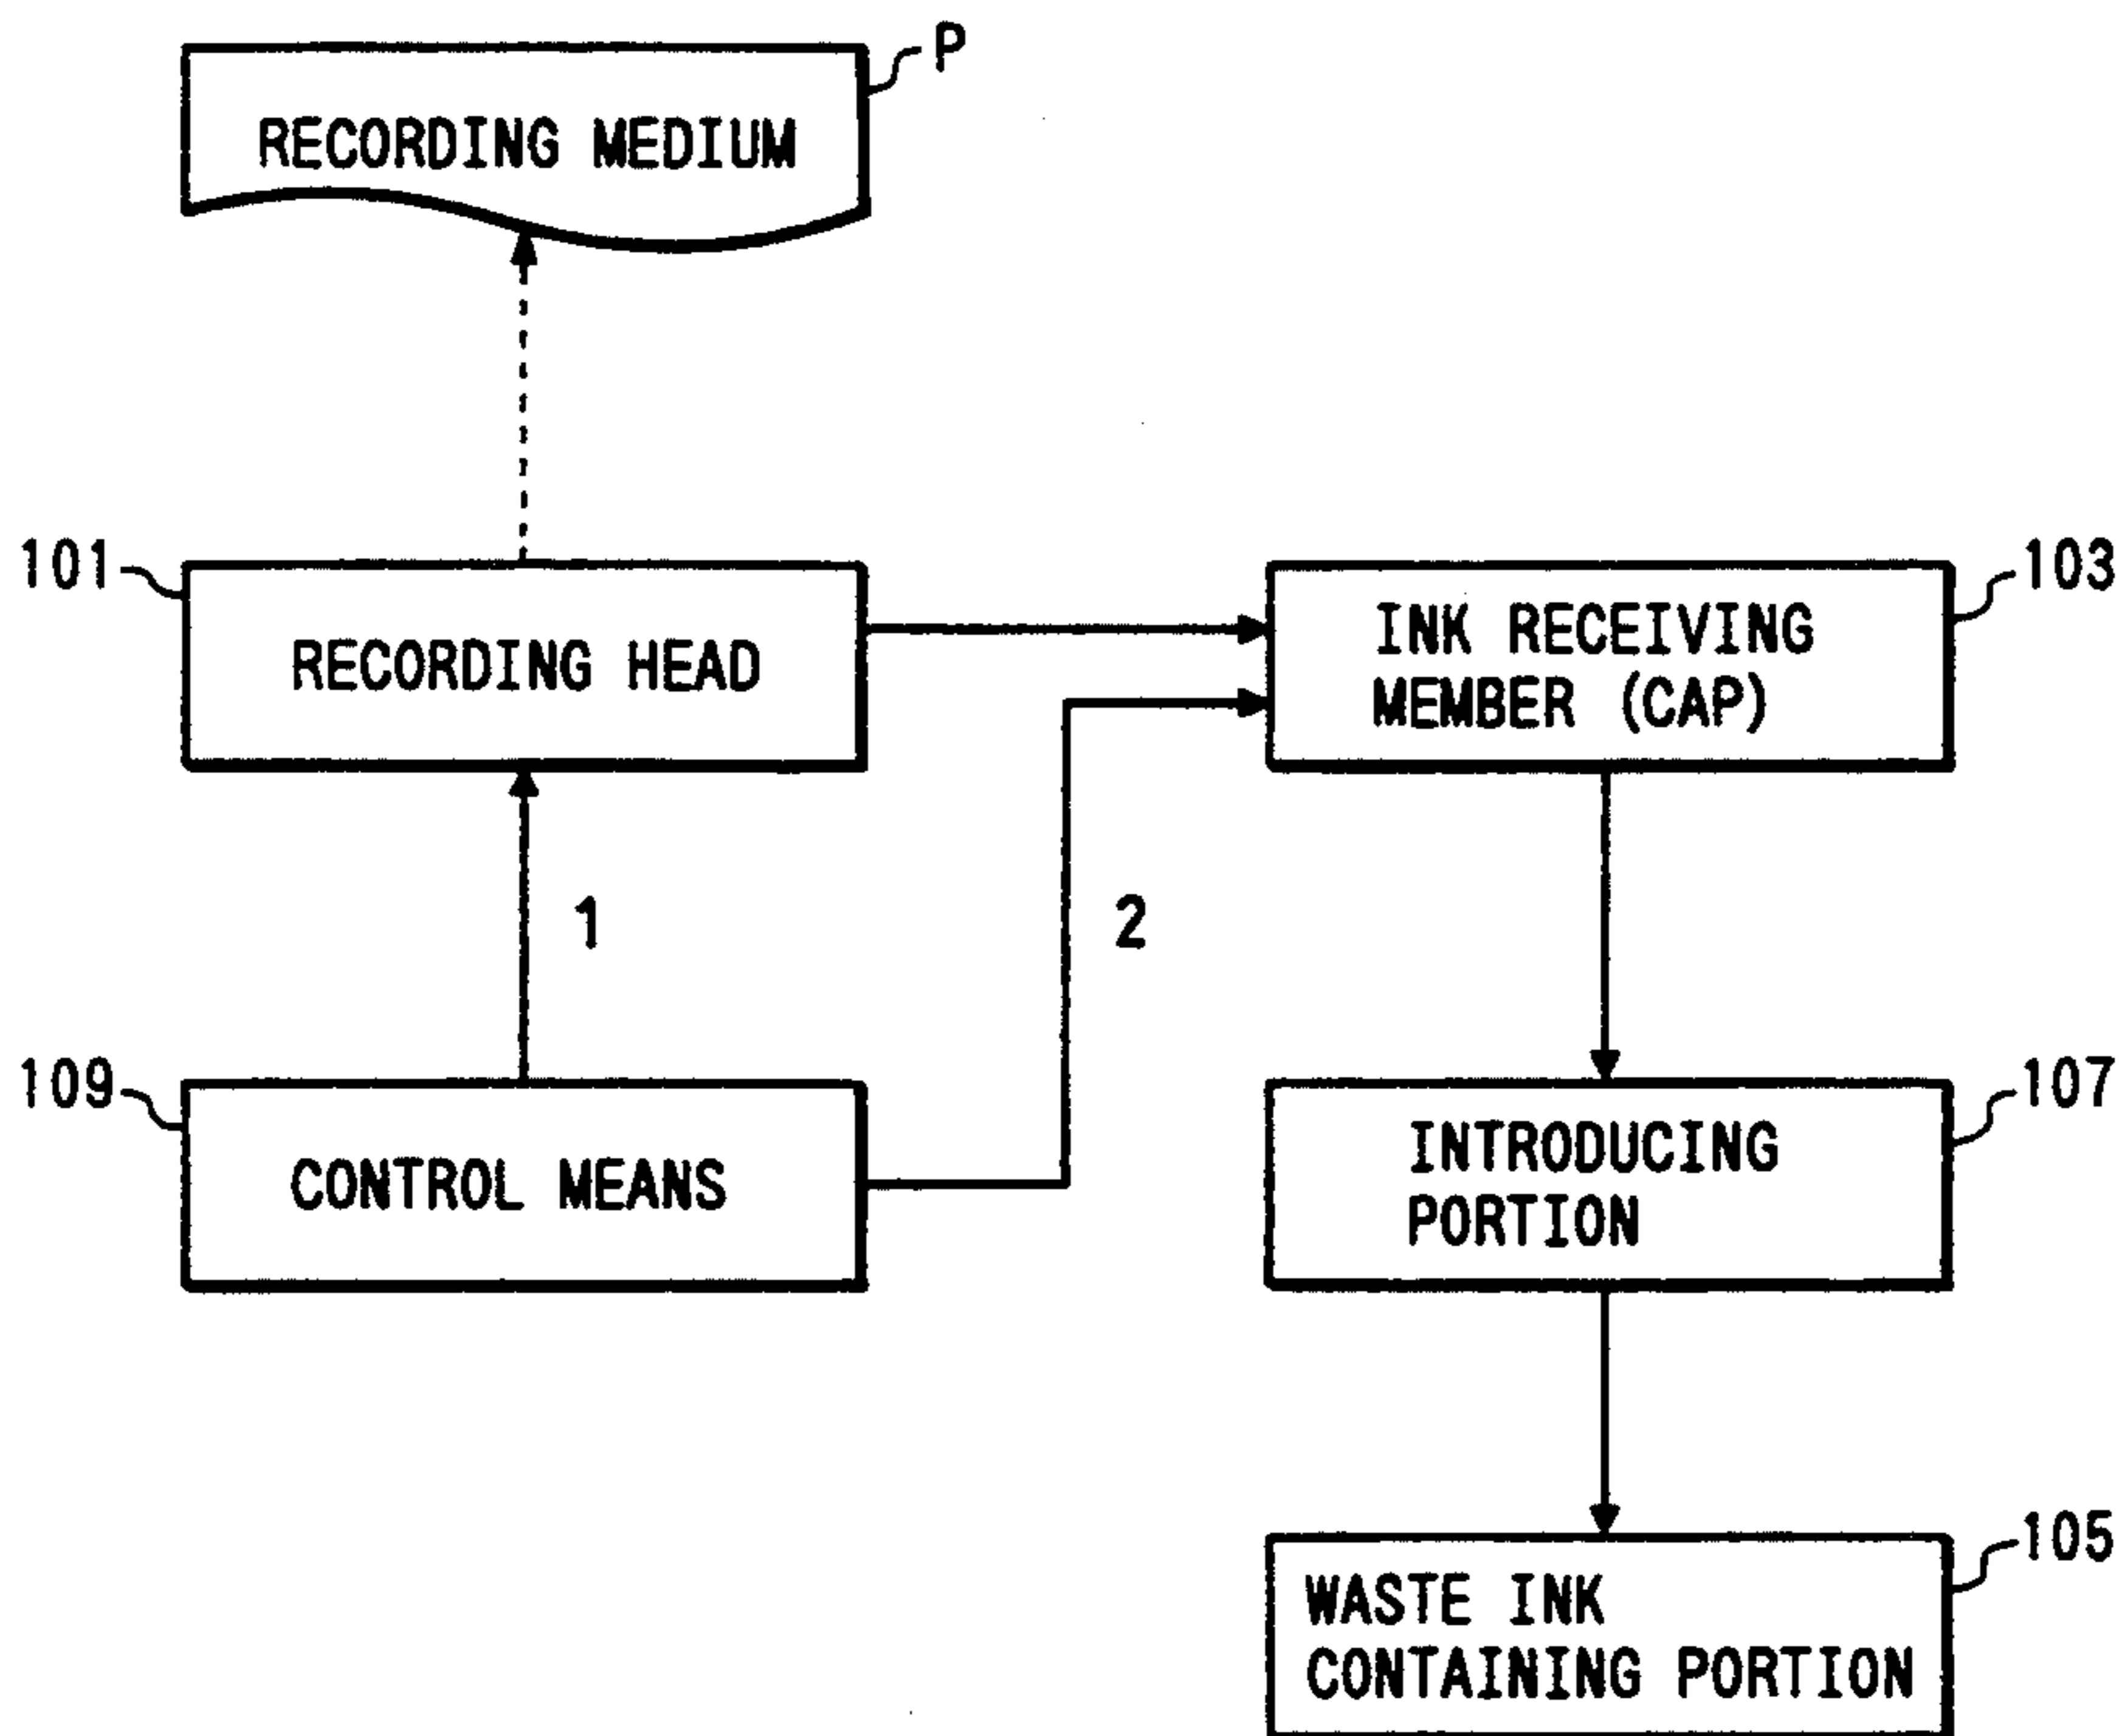 P
RECORDING MEDIUM
101
RECORDING HEAD
INK RECEIVING
MEMBER (CAP)
103
1
2
109
CONTROL MEANS
INTRODUCING
PORTION
107
WASTE INK
CONTAINING PORTION
105